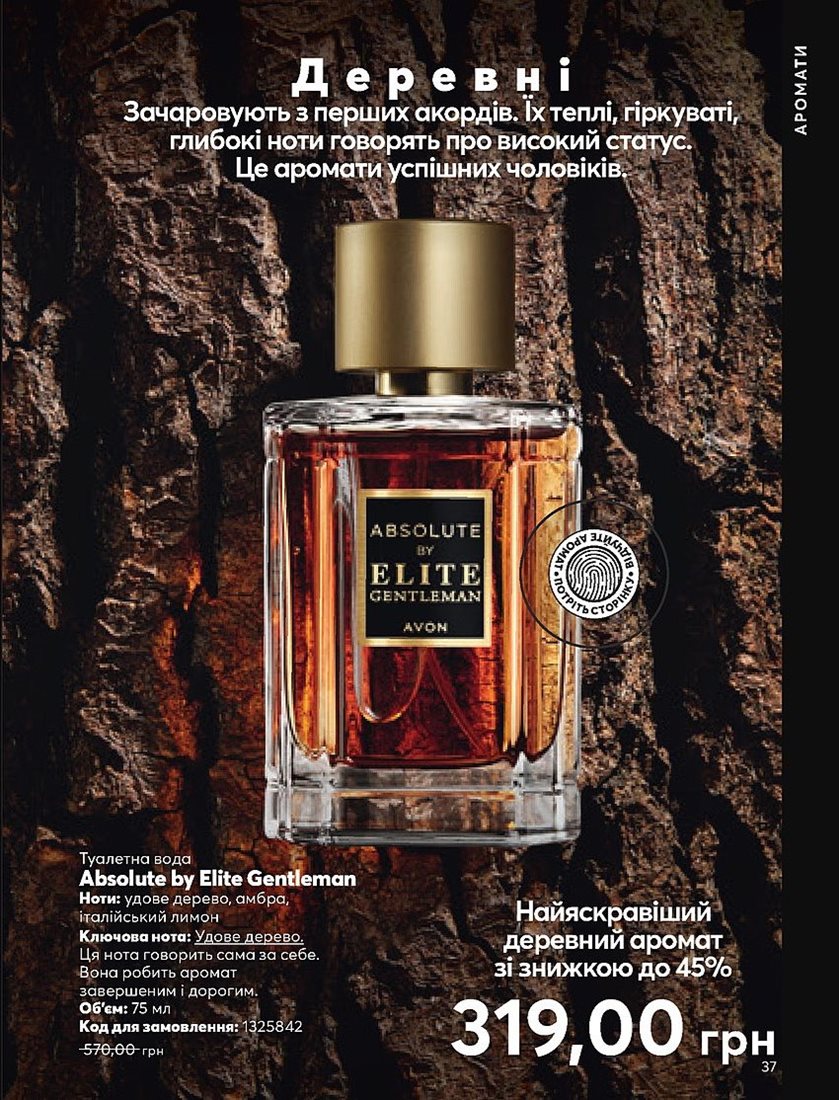 АРОМАТИ
Деревні
Зачаровують з перших акордів. Їх теплі, гіркуваті,
глибокі ноти говорять про високий статус.
Це аромати успішних чоловіків.
ABSOLUTE
BY
ELITE
GENTLEMAN
AVON
ВІДЧУЙТЕ АРОМАТ • ПОТРІТЬ СТОРІНКУ •
Туалетна вода
Absolute by Elite Gentleman
Ноти: удове дерево, амбра,
італійський лимон
Ключова нота: Удове дерево.
Ця нота говорить сама за себе.
Вона робить аромат
завершеним і дорогим.
Об'єм: 75 мл
Код для замовлення: 1325842
570,00 грн
Найяскравіший
деревний аромат
зі знижкою до 45%
319,00 грн
37